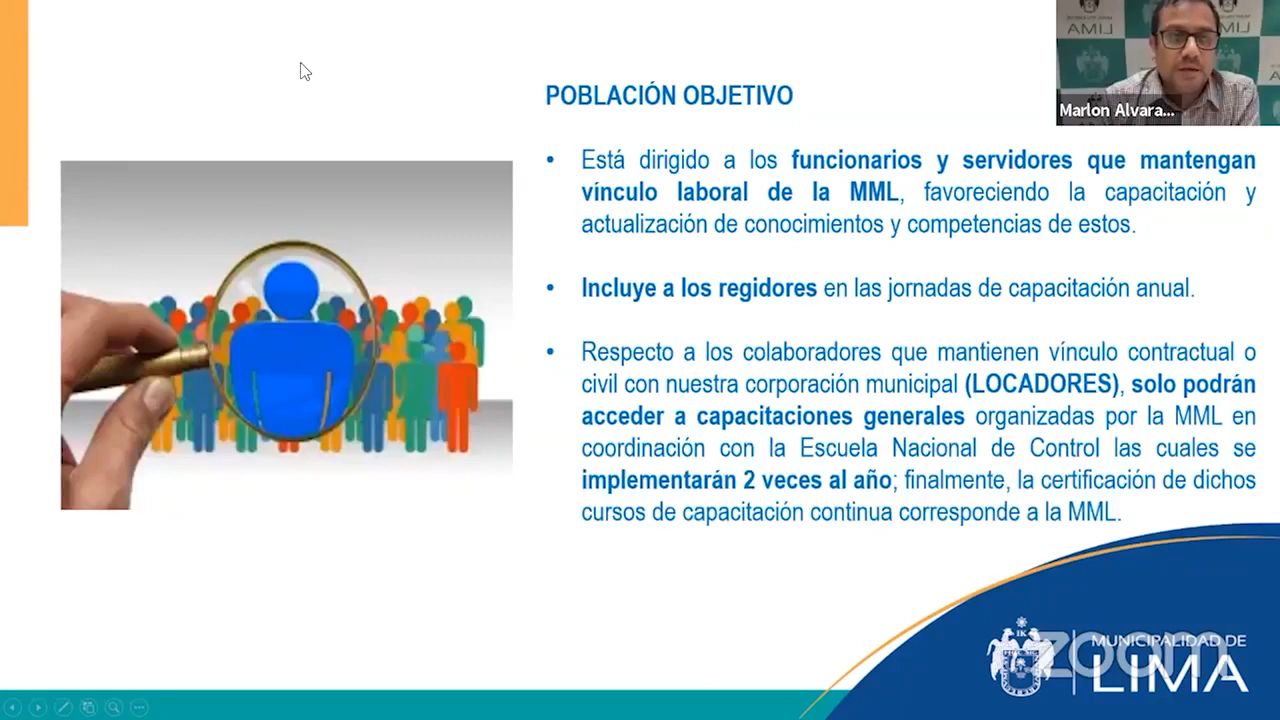 LIMA
LIMA
Marlon Alvara...
POBLACIÓN OBJETIVO
• Está dirigido a los funcionarios y servidores que mantengan
vínculo laboral de la MML, favoreciendo la capacitación y
actualización de conocimientos y competencias de estos.
• Incluye a los regidores en las jornadas de capacitación anual.
• Respecto a los colaboradores que mantienen vínculo contractual o
civil con nuestra corporación municipal (LOCADORES), solo podrán
acceder a capacitaciones generales organizadas por la MML en
coordinación con la Escuela Nacional de Control las cuales se
implementarán 2 veces al año; finalmente, la certificación de dichos
cursos de capacitación continua corresponde a la MML.
zoom
MUNICIPALIDAD DE
LIMA